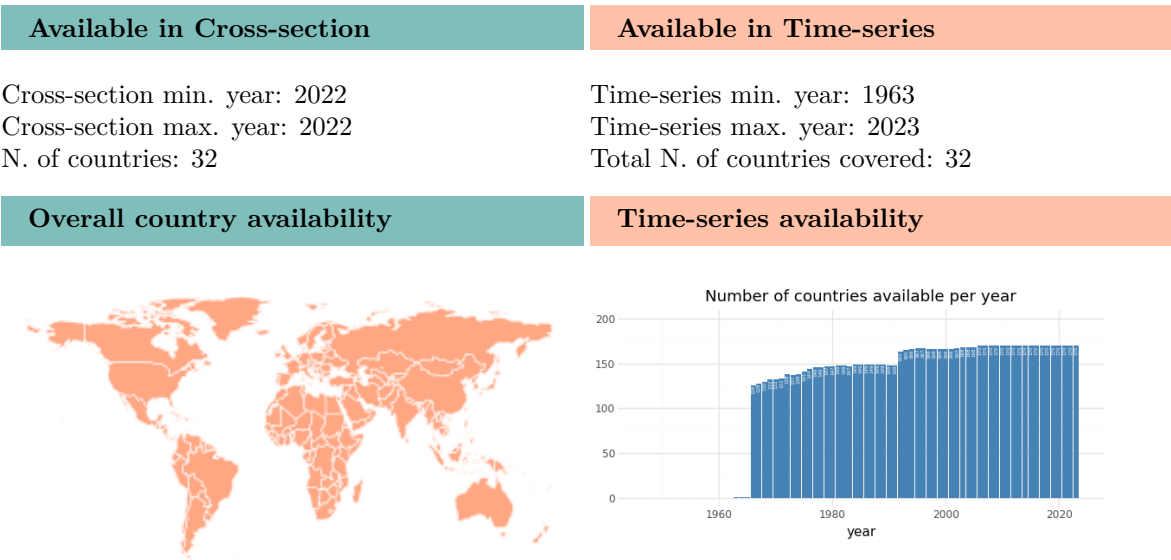 Available in Cross-section
Available in Time-series
Cross-section min. year: 2022
Cross-section max. year: 2022
N. of countries: 32
Time-series min. year: 1963
Time-series max. year: 2023
Total N. of countries covered: 32
Overall country availability
Time-series availability
Number of countries available per year
200
150
100
50
0
1960
1980
2000
2020
year